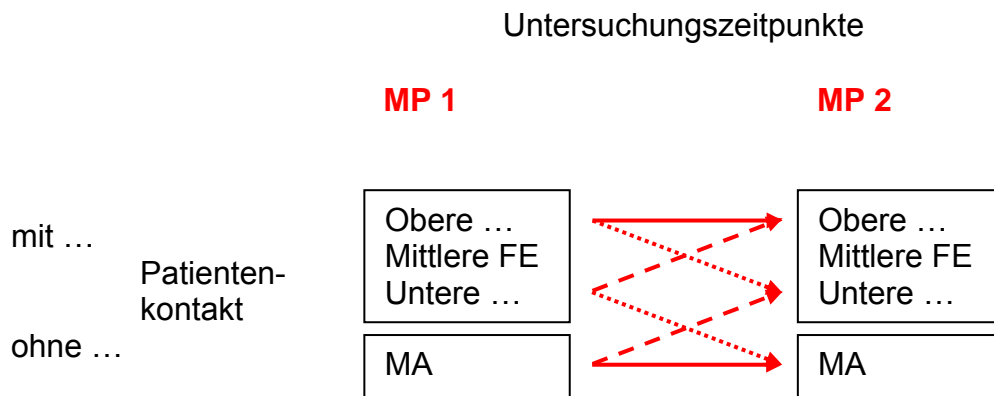 Untersuchungszeitpunkte
MP 1
MP 2
mit …
Patienten-
kontakt
ohne …
Obere …
Mittlere FE
Untere …
MA
Obere …
Mittlere FE
Untere …
MA